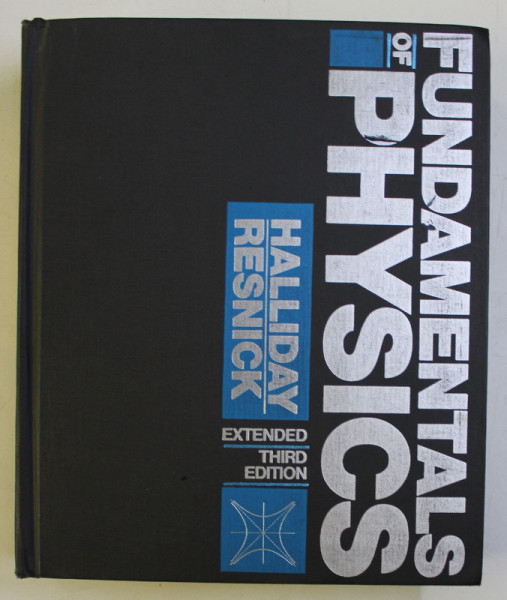 FUNDAMENTALS
OF
PHYSICS
HALLIDAY
RESNICK
EXTENDED
THIRD
EDITION